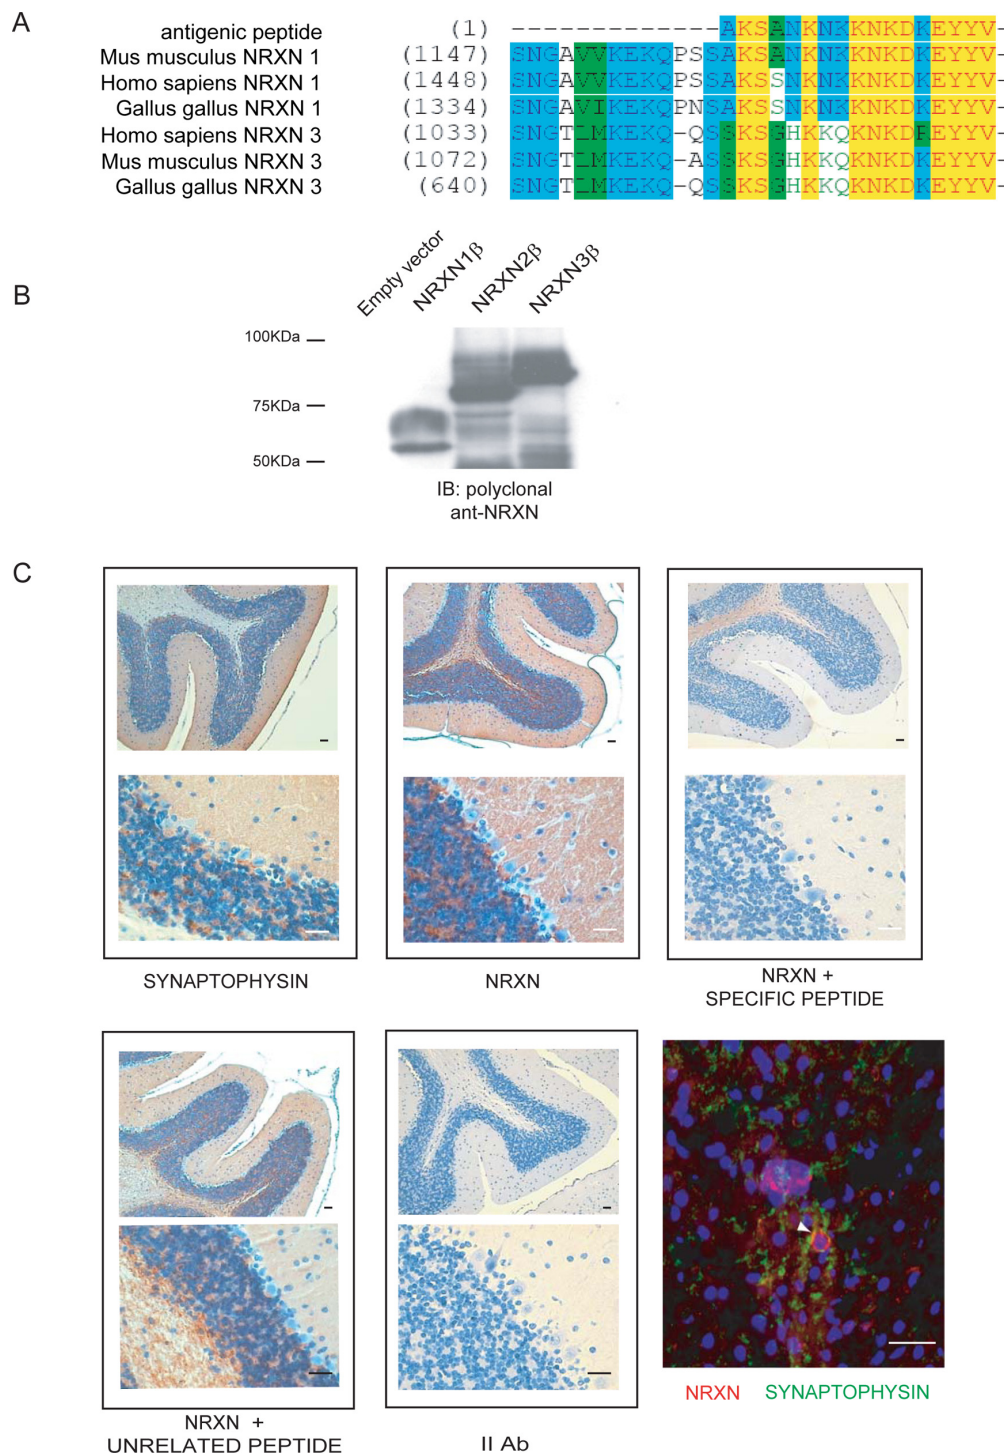 A
antigenic peptide (1) -------------AKSANKNKKNKDKEYYV-
Mus musculus NRXN 1 (1147) SNGAVVKEKQPSSAKSANKNKKNKDKEYYV-
Homo sapiens NRXN 1 (1448) SNGAVVKEKQPSSAKSSNKNKKNKDKEYYV-
Gallus gallus NRXN 1 (1334) SNGAVIKEKQPNSAKSSNKNKKNKDKEYYV-
Homo sapiens NRXN 3 (1033) SNGTLMKEKQ-QSSKSGHKKQKNKDREYYV-
Mus musculus NRXN 3 (1072) SNGTLMKEKQ-ASSKSGHKKQKNKDKEYYV-
Gallus gallus NRXN 3 (640) SNGTLMKEKQ-QSSKSGHKKQKNKDKEYYV-
B
Empty vector
NRXN1β
NRXN2β
NRXN3β
100KDa
75KDa
50KDa
IB: polyclonal
ant-NRXN
C
SYNAPTOPHYSIN
NRXN
NRXN +
SPECIFIC PEPTIDE
NRXN +
UNRELATED PEPTIDE
II Ab
NRXN SYNAPTOPHYSIN